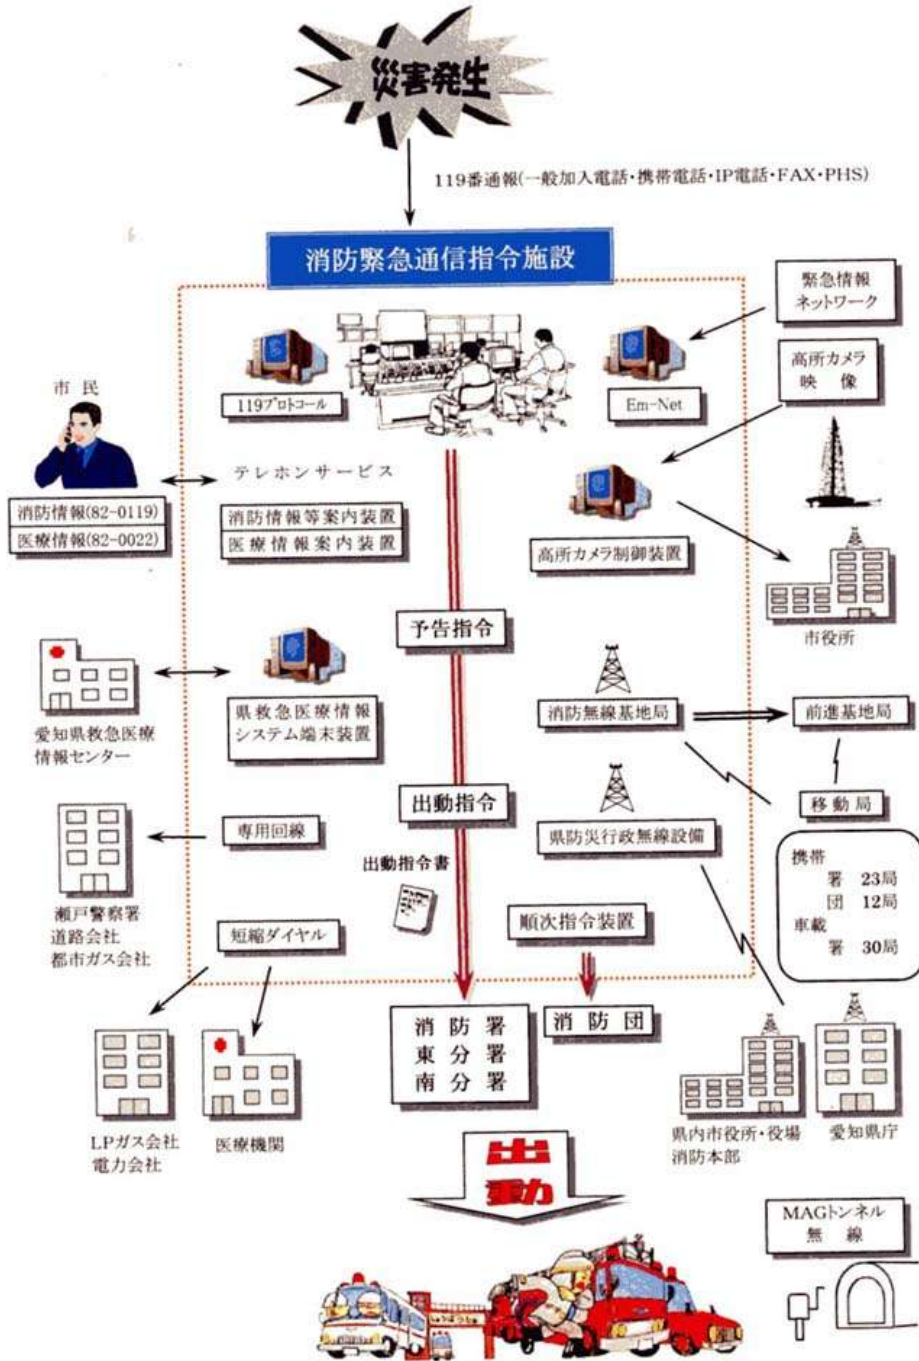 災害発生
119番通報(一般加入電話・携帯電話・IP電話・FAX・PHS)
消防緊急通信指令施設
緊急情報
ネットワーク
高所カメラ
映像
119プロトコール
Em-Net
市民
テレホンサービス
消防情報(82-0119)
医療情報(82-0022)
消防情報等案内装置
医療情報案内装置
高所カメラ制御装置
市役所
予告指令
愛知県救急医療
情報センター
県救急医療情報
システム端末装置
消防無線基地局
前進基地局
出動指令
移動局
専用回線
県防災行政無線設備
出動指令書
携帯
署 23局
団 12局
車載
署 30局
瀬戸警察署
道路会社
都市ガス会社
短縮ダイヤル
順次指令装置
消防署
東分署
南分署
消防団
LPガス会社
電力会社
医療機関
県内市役所・役場
消防本部
愛知県庁
出動
MAGトンネル
無線